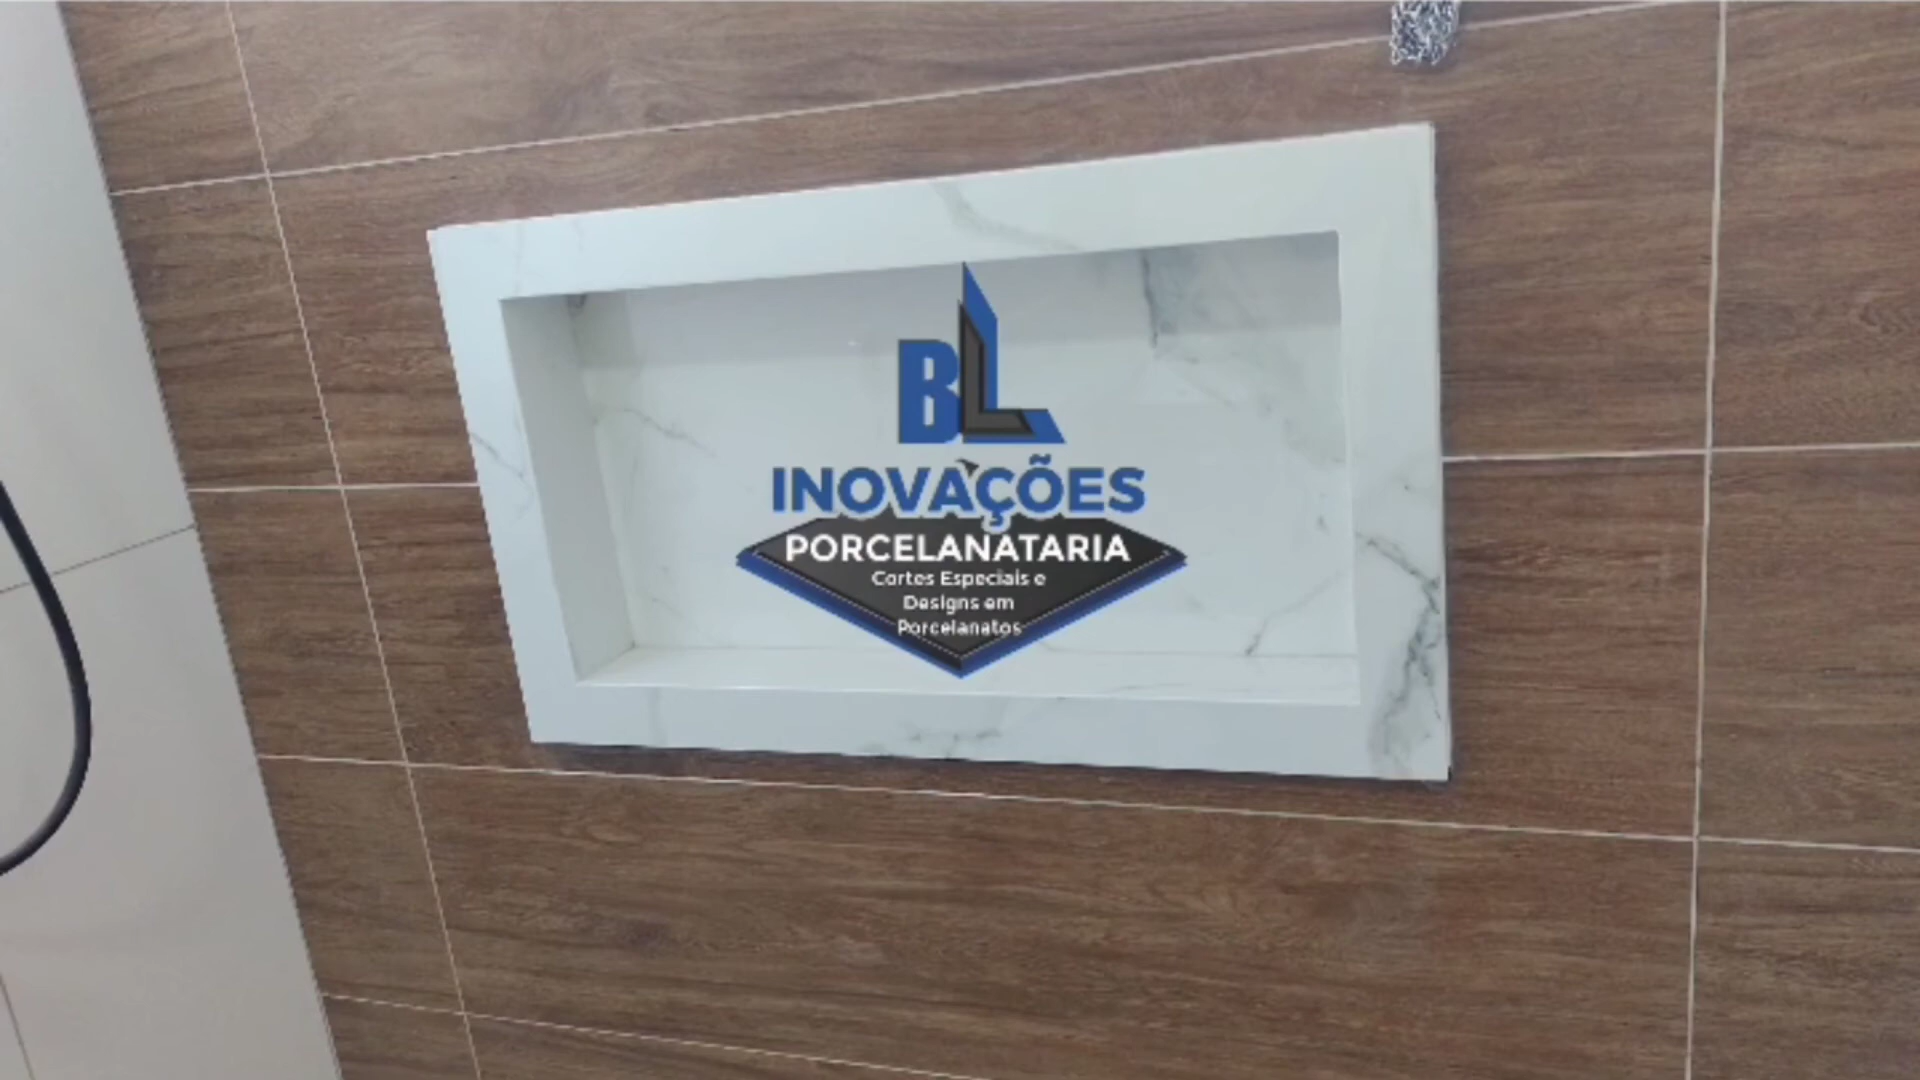 BL
INOVAÇÕES
PORCELANATARIA
Cortes Especiais e
Designs em
Porcelanatos